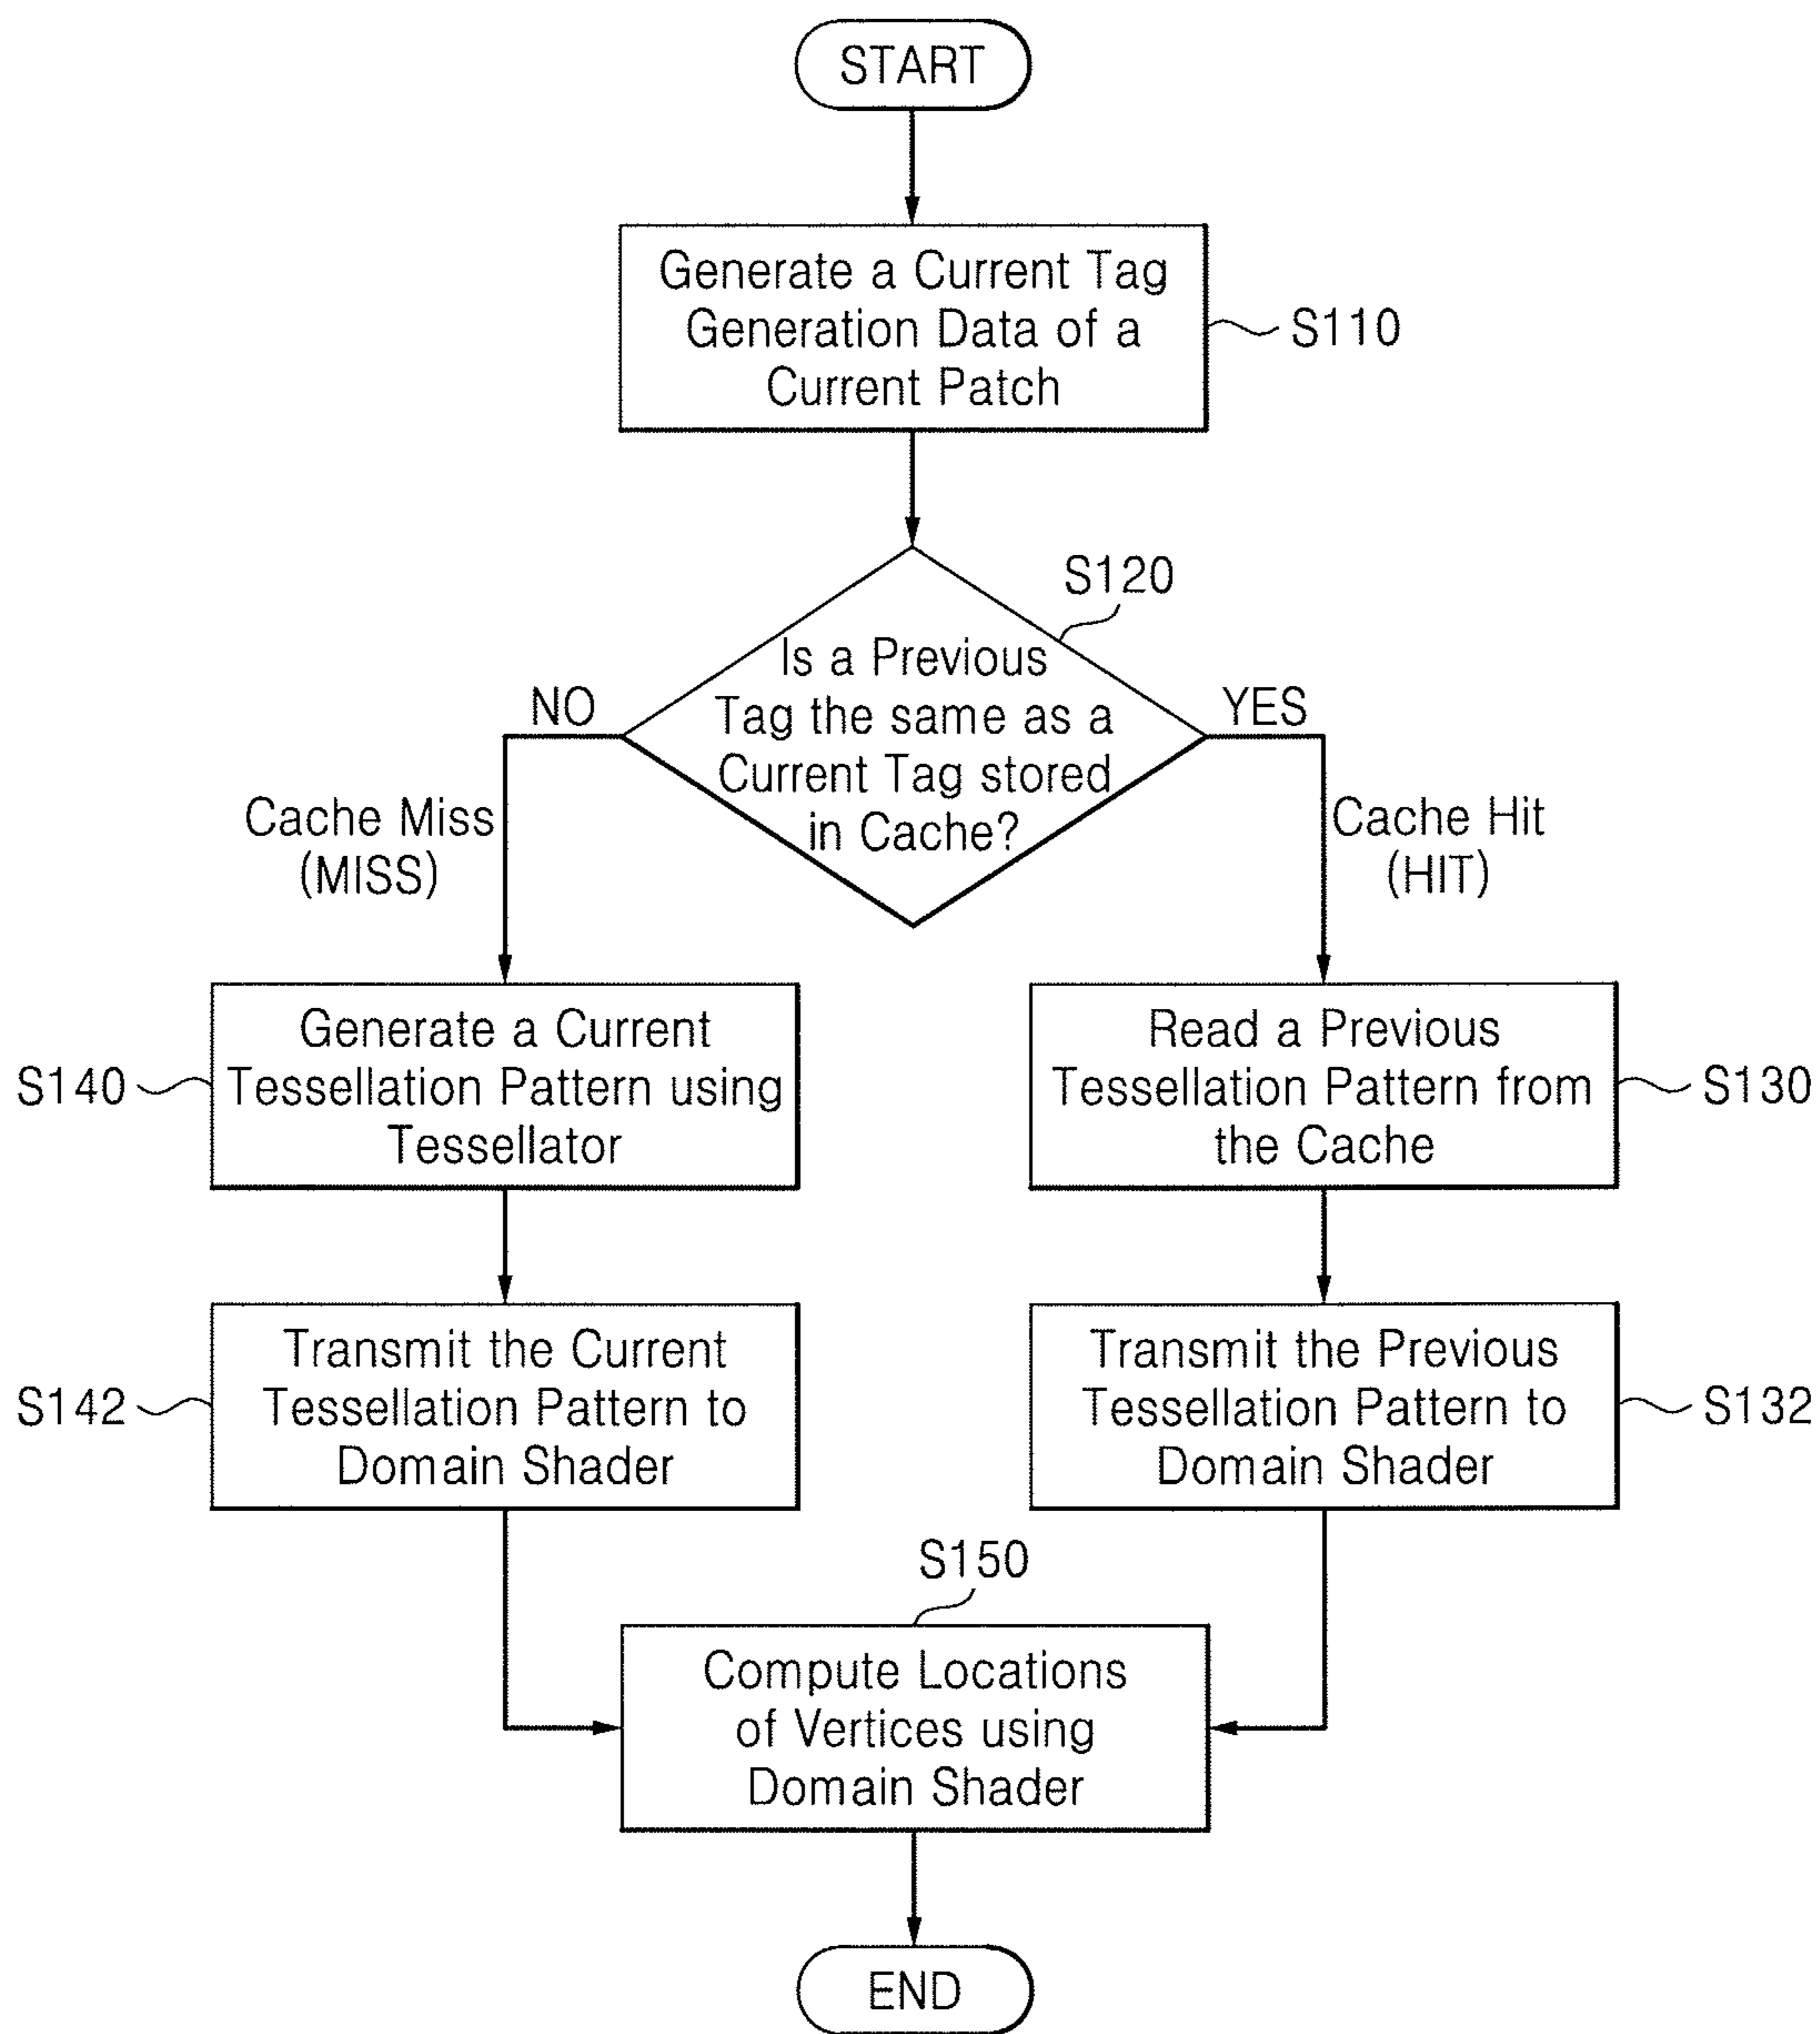 START
Generate a Current Tag
Generation Data of a
Current Patch
S110
S120
Is a Previous
Tag the same as a
Current Tag stored
in Cache?
NO
YES
Cache Miss
(MISS)
Cache Hit
(HIT)
S140
Generate a Current
Tessellation Pattern using
Tessellator
Read a Previous
Tessellation Pattern from
the Cache
S130
S142
Transmit the Current
Tessellation Pattern to
Domain Shader
Transmit the Previous
Tessellation Pattern to
Domain Shader
S132
S150
Compute Locations
of Vertices using
Domain Shader
END